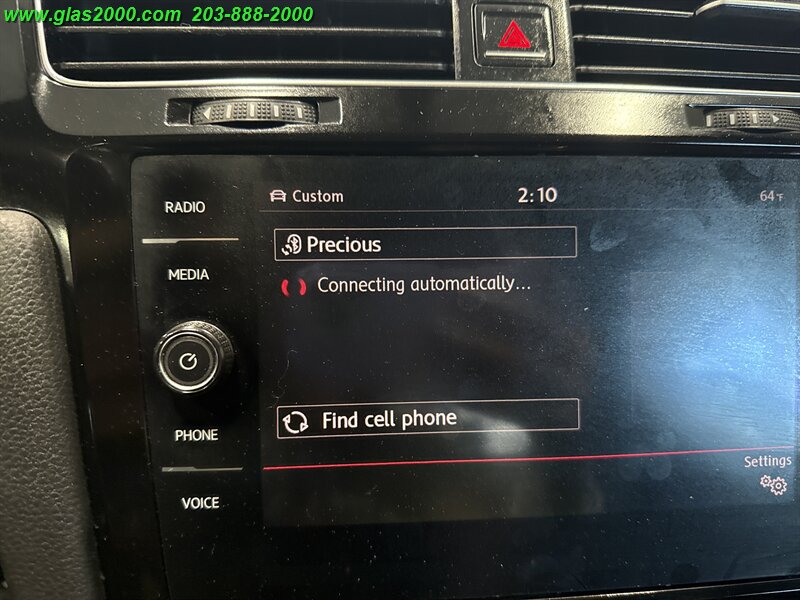 www.glas2000.com 203-888-2000
RADIO
MEDIA
PHONE
VOICE
Custom
2:10
64°F
Precious
Connecting automatically...
Find cell phone
Settings